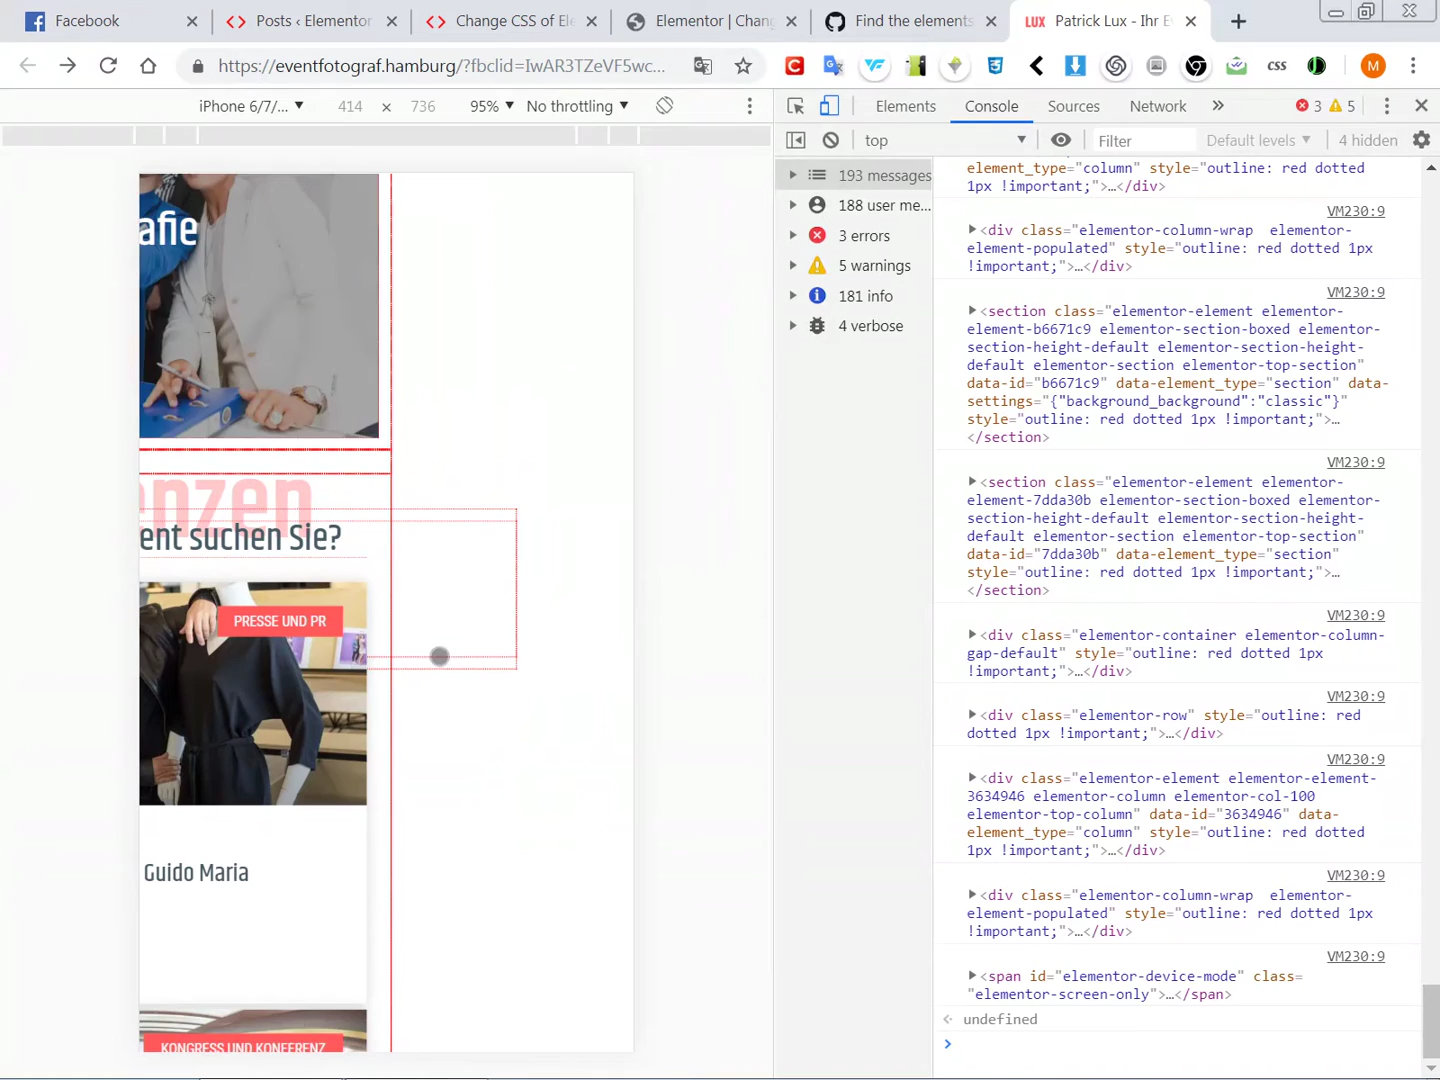 Facebook
Posts ‹ Elementor
Change CSS of Ele
Elementor | Chang
Find the elements
LUX Patrick Lux - Ihr E
https://eventfotograf.hamburg/?fbclid=IwAR3TZeVF5wc...
css
M
iPhone 6/7/... ▼ 414 × 736 95% ▼ No throttling ▼
Elements Console Sources Network » 3 5
top ▼ Filter Default levels ▼ 4 hidden
193 messages
188 user me...
3 errors
5 warnings
181 info
4 verbose
afie
enzen
ent suchen Sie?
PRESSE UND PR
Guido Maria
KONGRESS UND KONFERENZ
element_type="column" style="outline: red dotted
1px !important;">…</div>
VM230:9
<div class="elementor-column-wrap  elementor-
element-populated" style="outline: red dotted 1px
!important;">…</div>
VM230:9
<section class="elementor-element elementor-
element-b6671c9 elementor-section-boxed elementor-
section-height-default elementor-section-height-
default elementor-section elementor-top-section"
data-id="b6671c9" data-element_type="section" data-
settings="{"background_background":"classic"}"
style="outline: red dotted 1px !important;">…
</section>
VM230:9
<section class="elementor-element elementor-
element-7dda30b elementor-section-boxed elementor-
section-height-default elementor-section-height-
default elementor-section elementor-top-section"
data-id="7dda30b" data-element_type="section"
style="outline: red dotted 1px !important;">…
</section>
VM230:9
<div class="elementor-container elementor-column-
gap-default" style="outline: red dotted 1px
!important;">…</div>
VM230:9
<div class="elementor-row" style="outline: red
dotted 1px !important;">…</div>
VM230:9
<div class="elementor-element elementor-element-
3634946 elementor-column elementor-col-100
elementor-top-column" data-id="3634946" data-
element_type="column" style="outline: red dotted
1px !important;">…</div>
VM230:9
<div class="elementor-column-wrap  elementor-
element-populated" style="outline: red dotted 1px
!important;">…</div>
VM230:9
<span id="elementor-device-mode" class=
"elementor-screen-only">…</span>
undefined